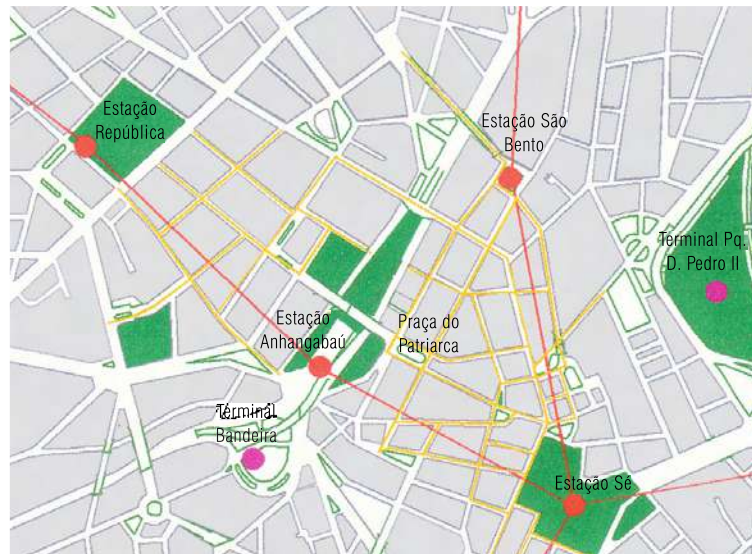 Estação
República
Estação São
Bento
Terminal Pq.
D. Pedro II
Estação
Anhangabaú
Praça do
Patriarca
Terminal
Bandeira
Estação Sé